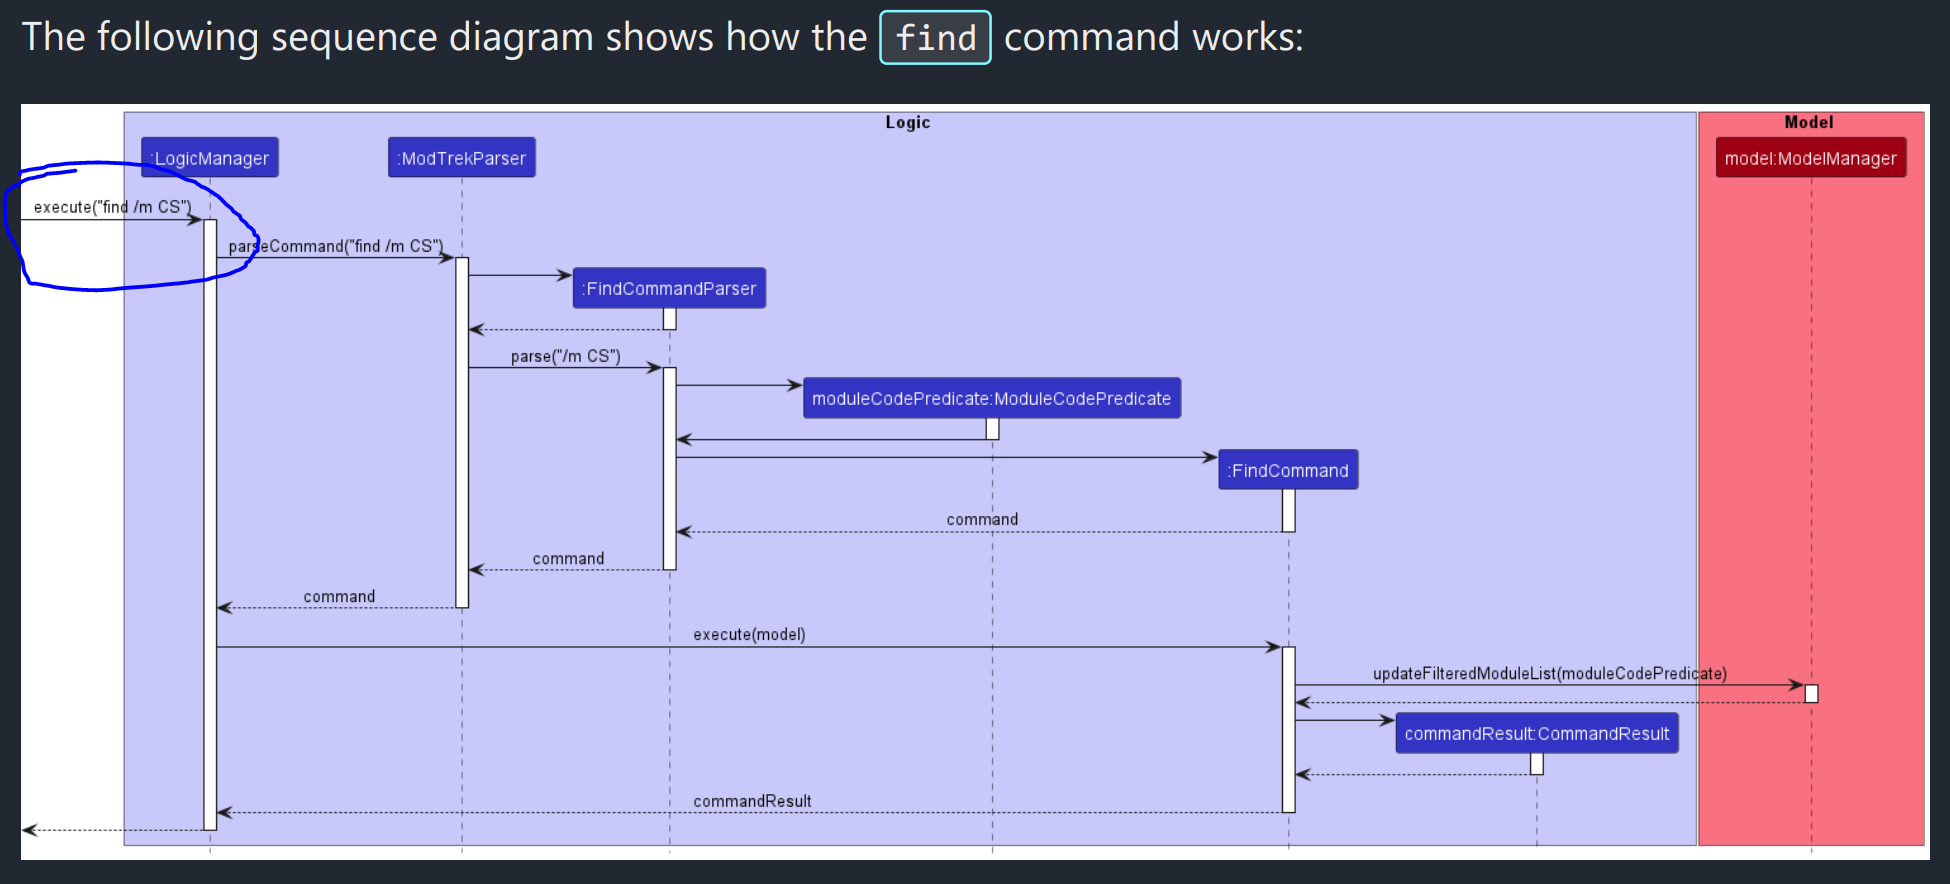 The following sequence diagram shows how the find command works:
Logic
Model
:LogicManager
:ModTrekParser
model:ModelManager
execute("find /m CS")
parseCommand("find /m CS")
:FindCommandParser
parse("/m CS")
moduleCodePredicate:ModuleCodePredicate
:FindCommand
command
command
command
execute(model)
updateFilteredModuleList(moduleCodePredicate)
commandResult:CommandResult
commandResult